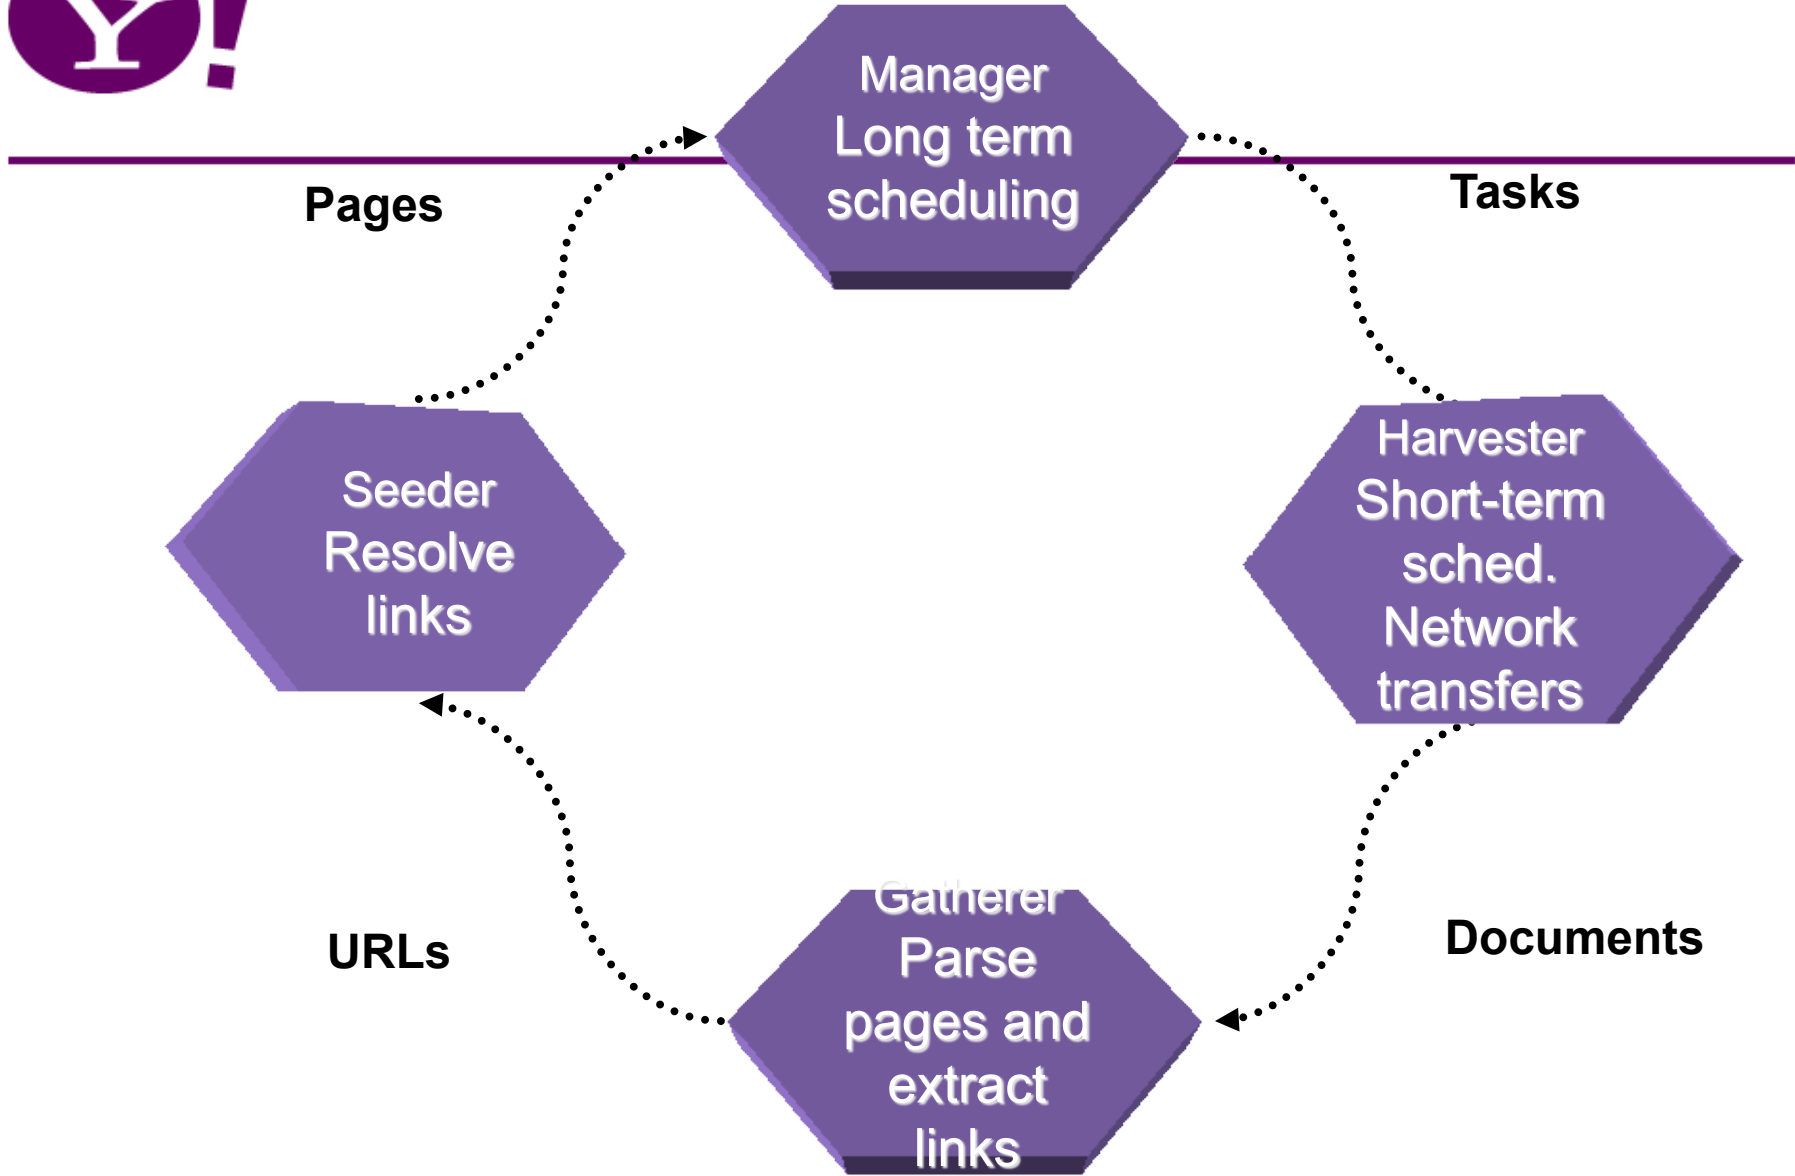 Y!
Manager
Long term
scheduling
Pages
Tasks
Seeder
Resolve
links
Harvester
Short-term
sched.
Network
transfers
Gatherer
Parse
pages and
extract
links
URLs
Documents